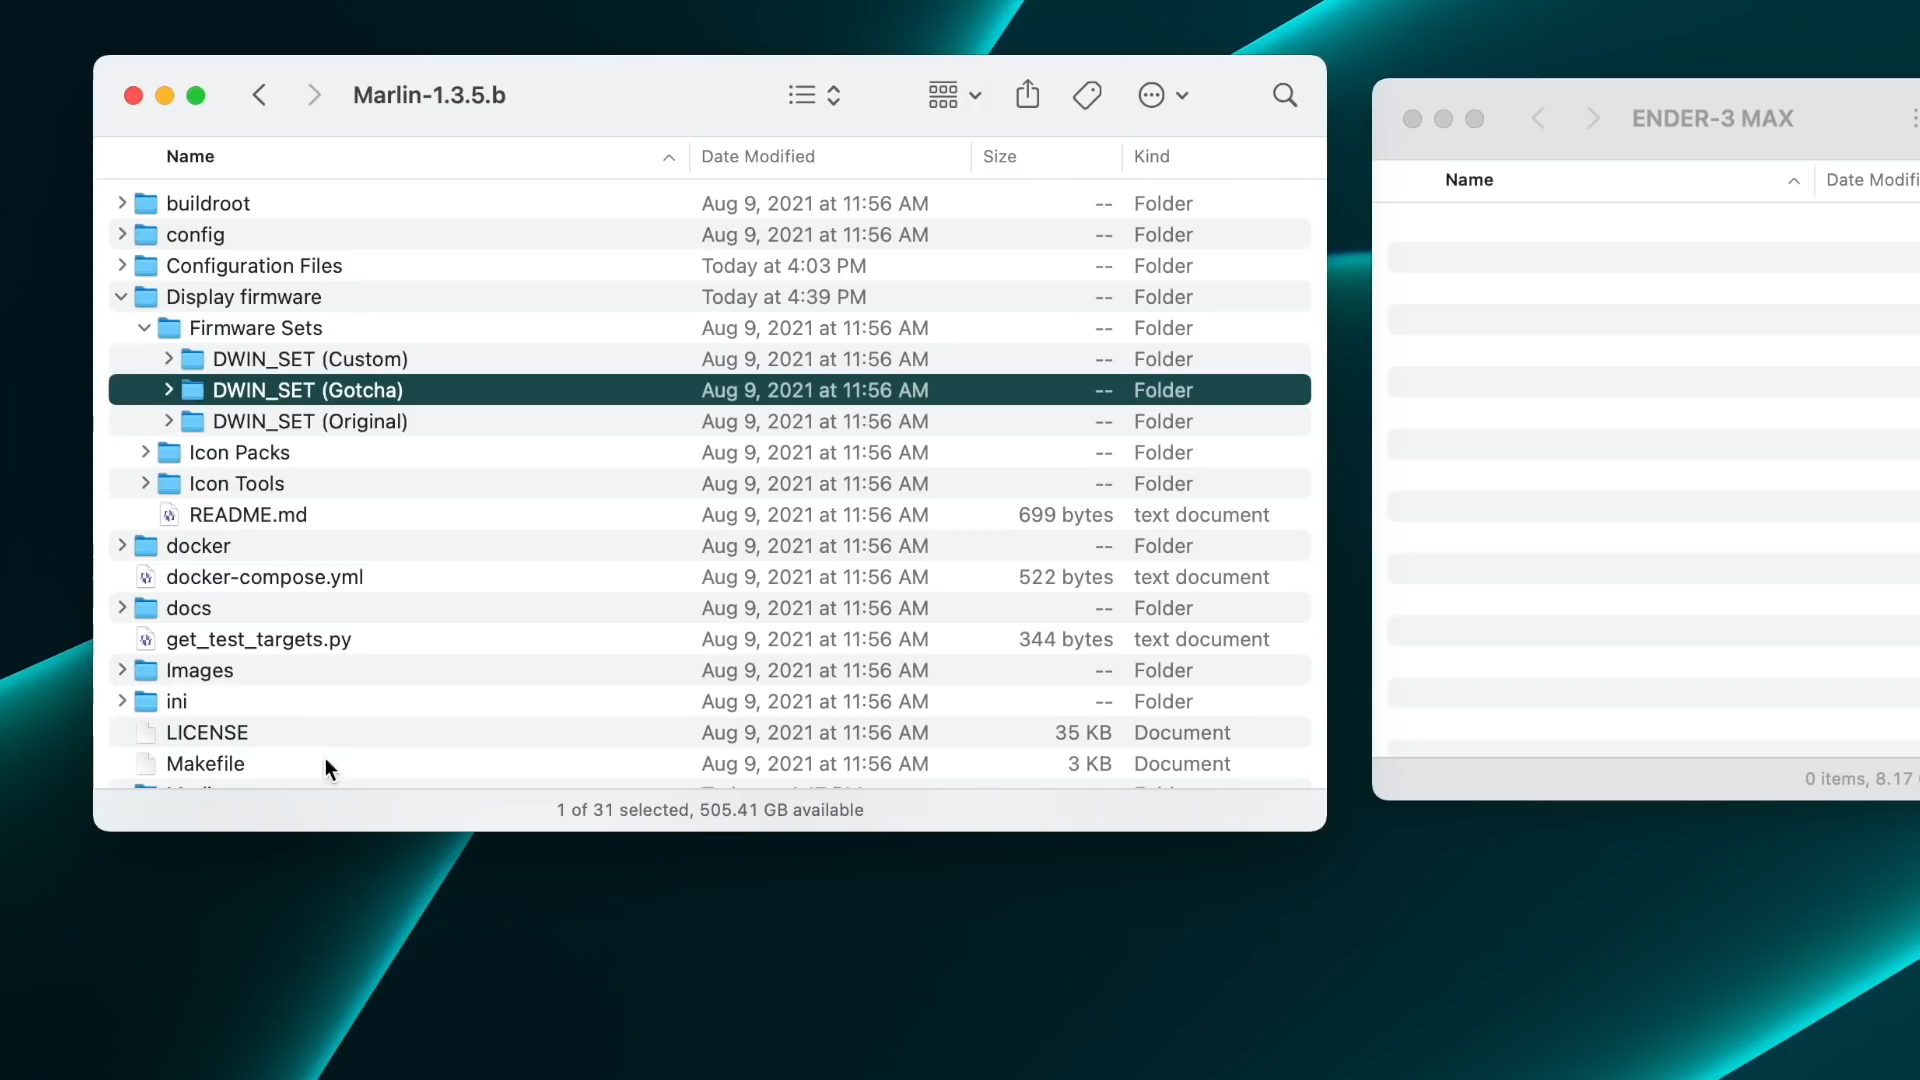 Marlin-1.3.5.b
Name Date Modified Size Kind
buildroot Aug 9, 2021 at 11:56 AM -- Folder
config Aug 9, 2021 at 11:56 AM -- Folder
Configuration Files Today at 4:03 PM -- Folder
Display firmware Today at 4:39 PM -- Folder
Firmware Sets Aug 9, 2021 at 11:56 AM -- Folder
DWIN_SET (Custom) Aug 9, 2021 at 11:56 AM -- Folder
DWIN_SET (Gotcha) Aug 9, 2021 at 11:56 AM -- Folder
DWIN_SET (Original) Aug 9, 2021 at 11:56 AM -- Folder
Icon Packs Aug 9, 2021 at 11:56 AM -- Folder
Icon Tools Aug 9, 2021 at 11:56 AM -- Folder
README.md Aug 9, 2021 at 11:56 AM 699 bytes text document
docker Aug 9, 2021 at 11:56 AM -- Folder
docker-compose.yml Aug 9, 2021 at 11:56 AM 522 bytes text document
docs Aug 9, 2021 at 11:56 AM -- Folder
get_test_targets.py Aug 9, 2021 at 11:56 AM 344 bytes text document
Images Aug 9, 2021 at 11:56 AM -- Folder
ini Aug 9, 2021 at 11:56 AM -- Folder
LICENSE Aug 9, 2021 at 11:56 AM 35 KB Document
Makefile Aug 9, 2021 at 11:56 AM 3 KB Document
1 of 31 selected, 505.41 GB available
ENDER-3 MAX
Name Date Modifi
0 items, 8.17